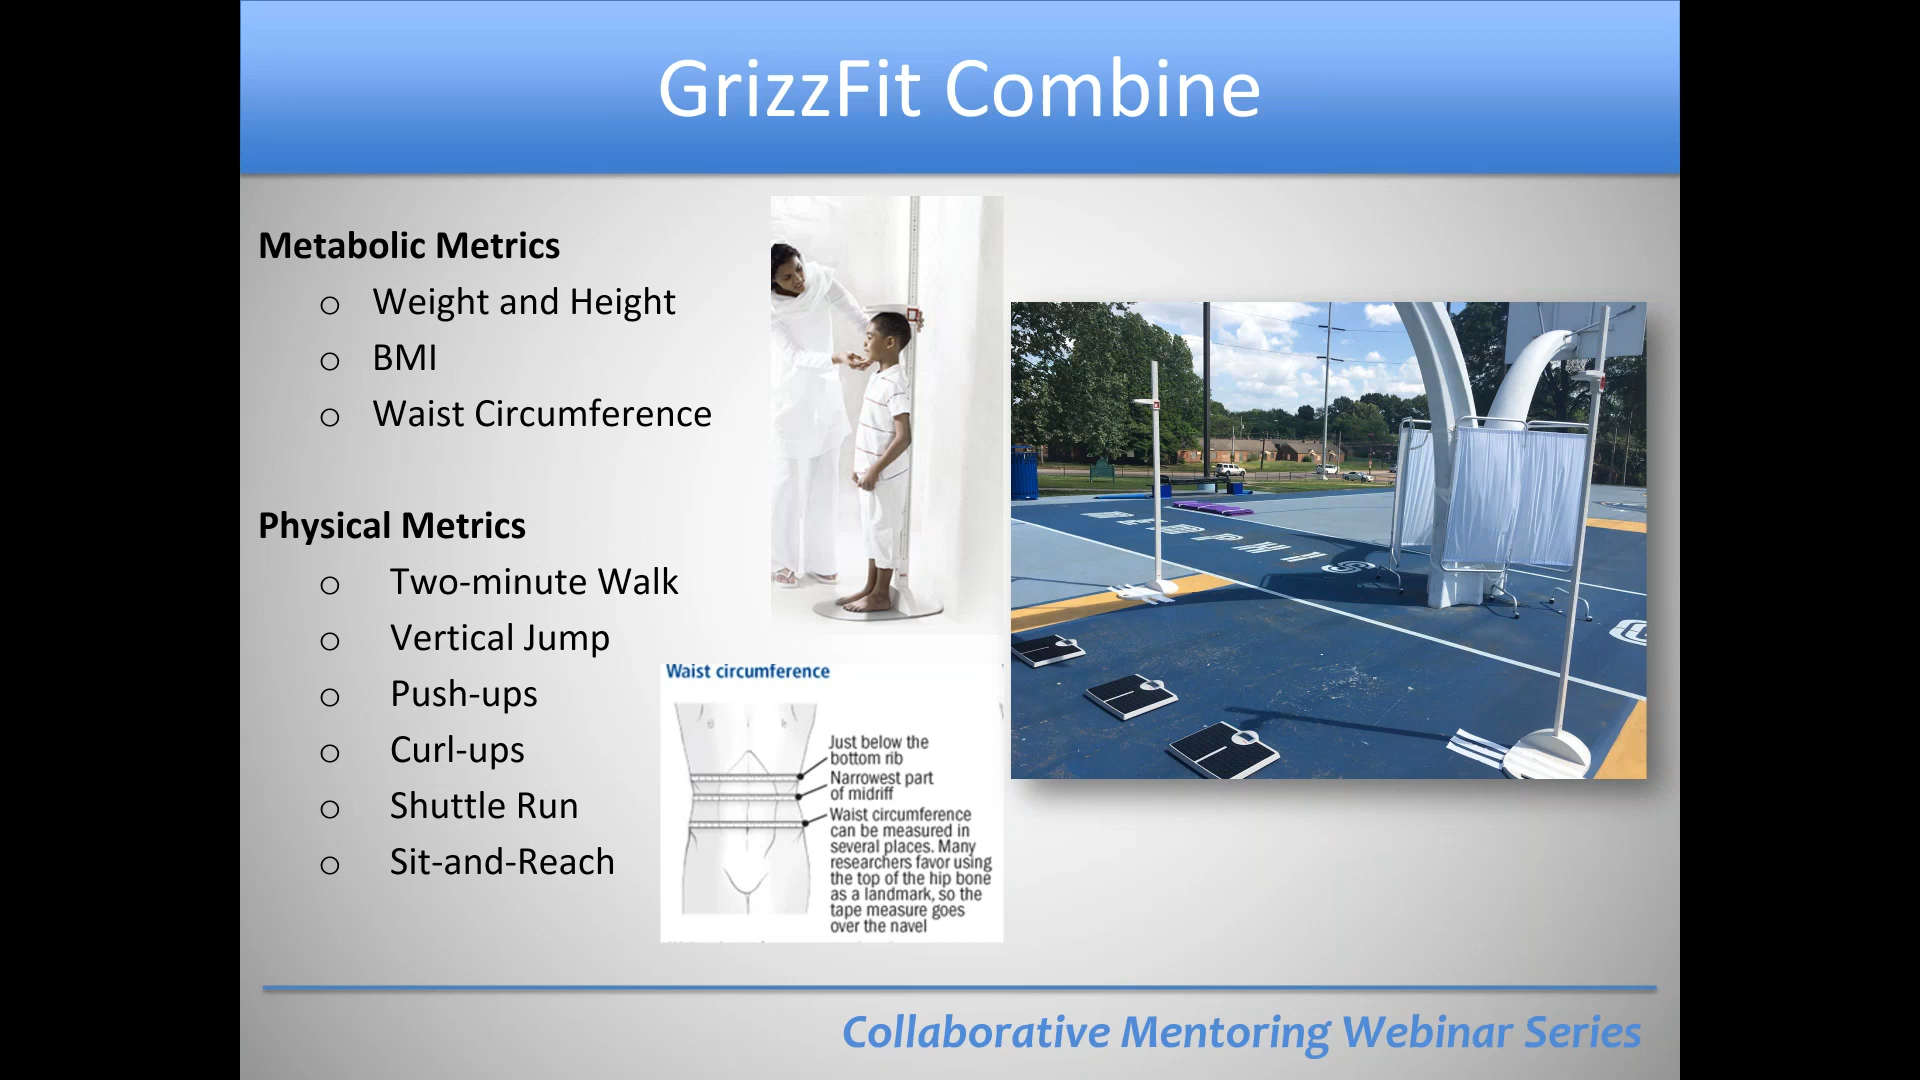 GrizzFit Combine
Metabolic Metrics
o Weight and Height
o BMI
o Waist Circumference
Physical Metrics
o Two-minute Walk
o Vertical Jump
o Push-ups
o Curl-ups
o Shuttle Run
o Sit-and-Reach
Waist circumference
Just below the
bottom rib
Narrowest part
of midriff
Waist circumference
can be measured in
several places. Many
researchers favor using
the top of the hip bone
as a landmark, so the
tape measure goes
over the navel
MEMPHIS
Collaborative Mentoring Webinar Series